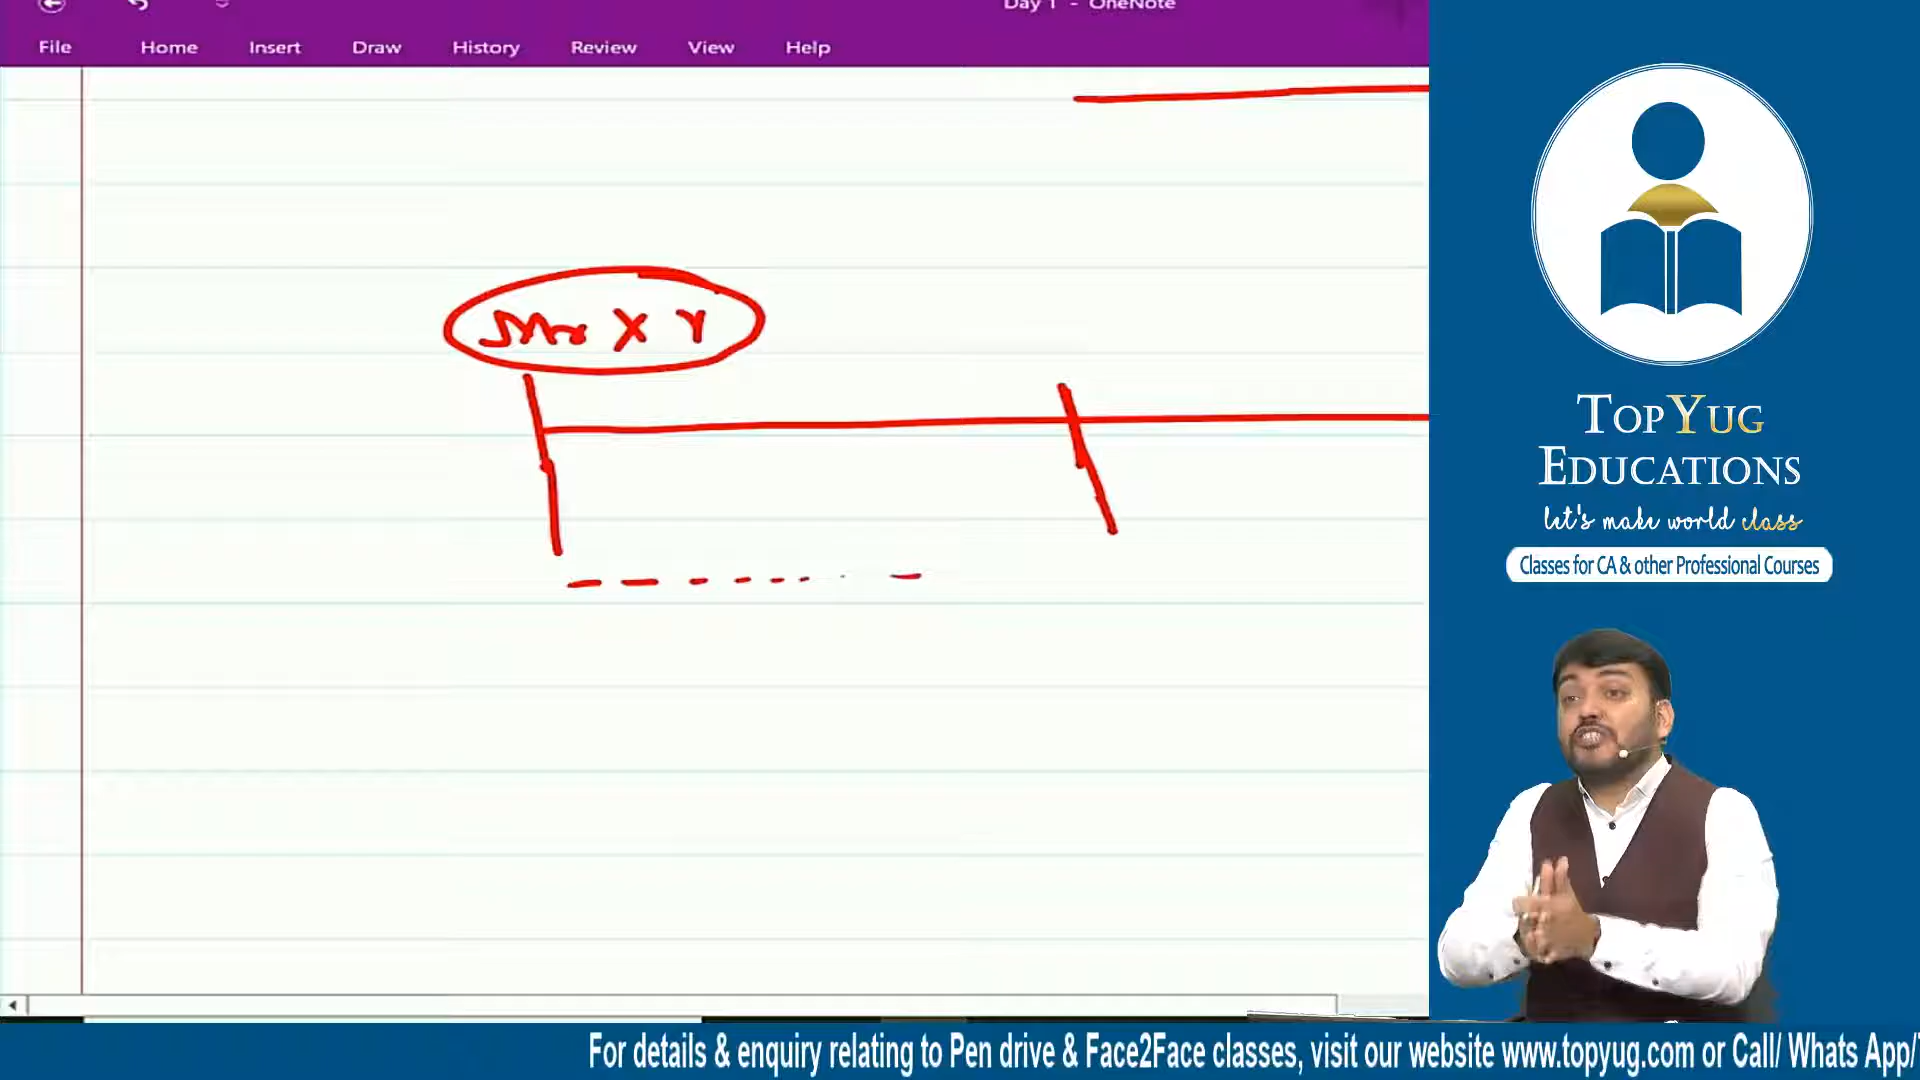 Day 1 - OneNote
File Home Insert Draw History Review View Help
Mr X Y
TOPYUG
EDUCATIONS
let's make world class
Classes for CA & other Professional Courses
For details & enquiry relating to Pen drive & Face2Face classes, visit our website www.topyug.com or Call/ Whats App/